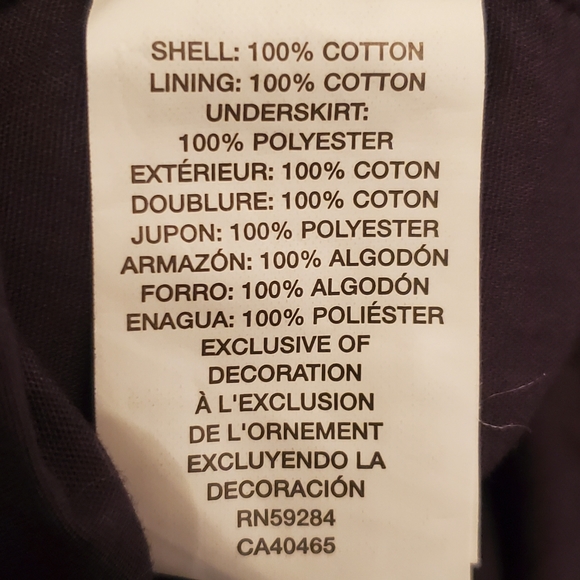 SHELL: 100% COTTON
LINING: 100% COTTON
UNDERSKIRT:
100% POLYESTER
EXTÉRIEUR: 100% COTON
DOUBLURE: 100% COTON
JUPON: 100% POLYESTER
ARMAZÓN: 100% ALGODÓN
FORRO: 100% ALGODÓN
ENAGUA: 100% POLIÉSTER
EXCLUSIVE OF
DECORATION
À L'EXCLUSION
DE L'ORNEMENT
EXCLUYENDO LA
DECORACIÓN
RN59284
CA40465